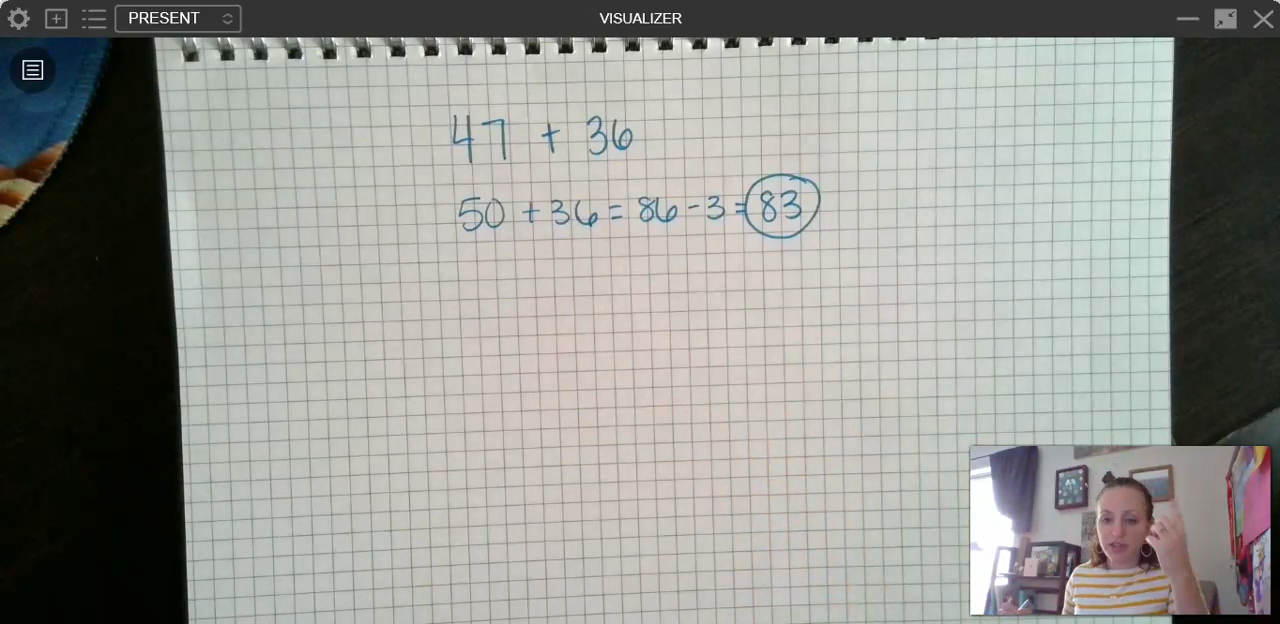 PRESENT
VISUALIZER
47 + 36
50 + 36 = 86 - 3 = 83